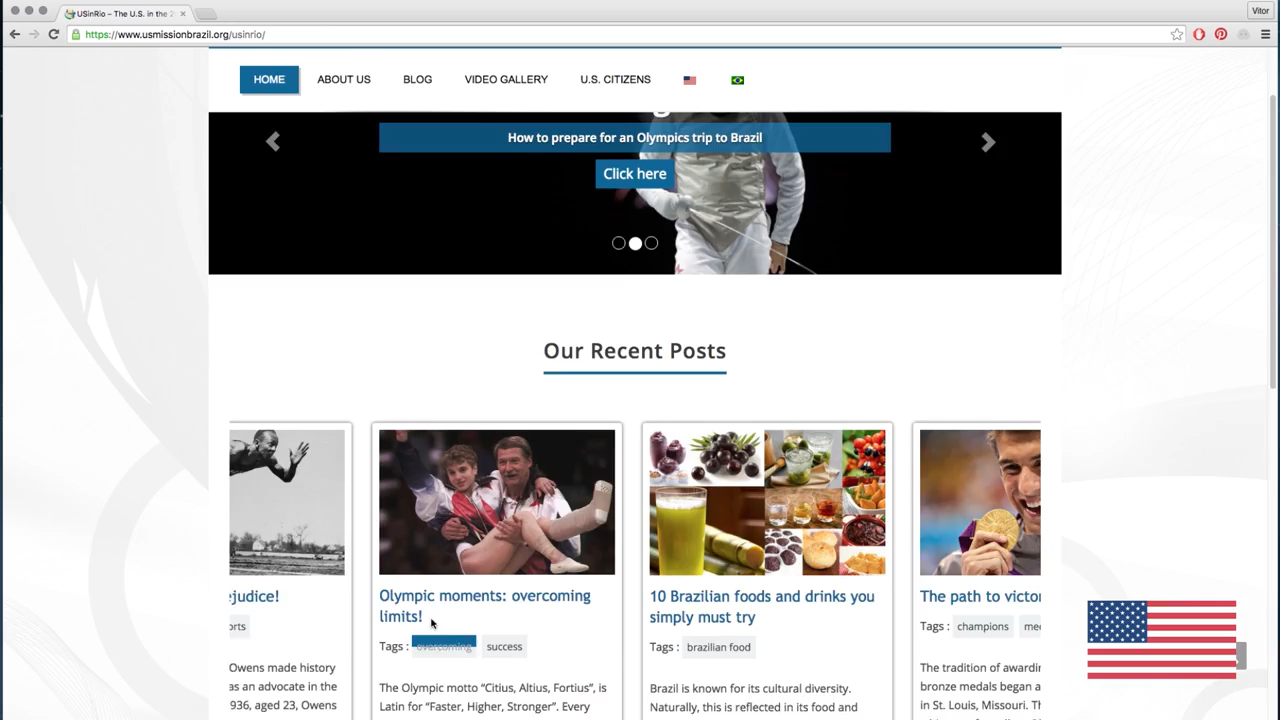 USinRio – The U.S. in the 2
Vitor
https://www.usmissionbrazil.org/usinrio/
HOME
ABOUT US
BLOG
VIDEO GALLERY
U.S. CITIZENS
How to prepare for an Olympics trip to Brazil
Click here
Our Recent Posts
ejudice!
orts
Owens made history
as an advocate in the
936, aged 23, Owens
Olympic moments: overcoming
limits!
Tags : overcoming success
The Olympic motto “Citius, Altius, Fortius”, is
Latin for “Faster, Higher, Stronger”. Every
10 Brazilian foods and drinks you
simply must try
Tags : brazilian food
Brazil is known for its cultural diversity.
Naturally, this is reflected in its food and
The path to victor
Tags : champions me
The tradition of awardin
bronze medals began a
in St. Louis, Missouri. Th